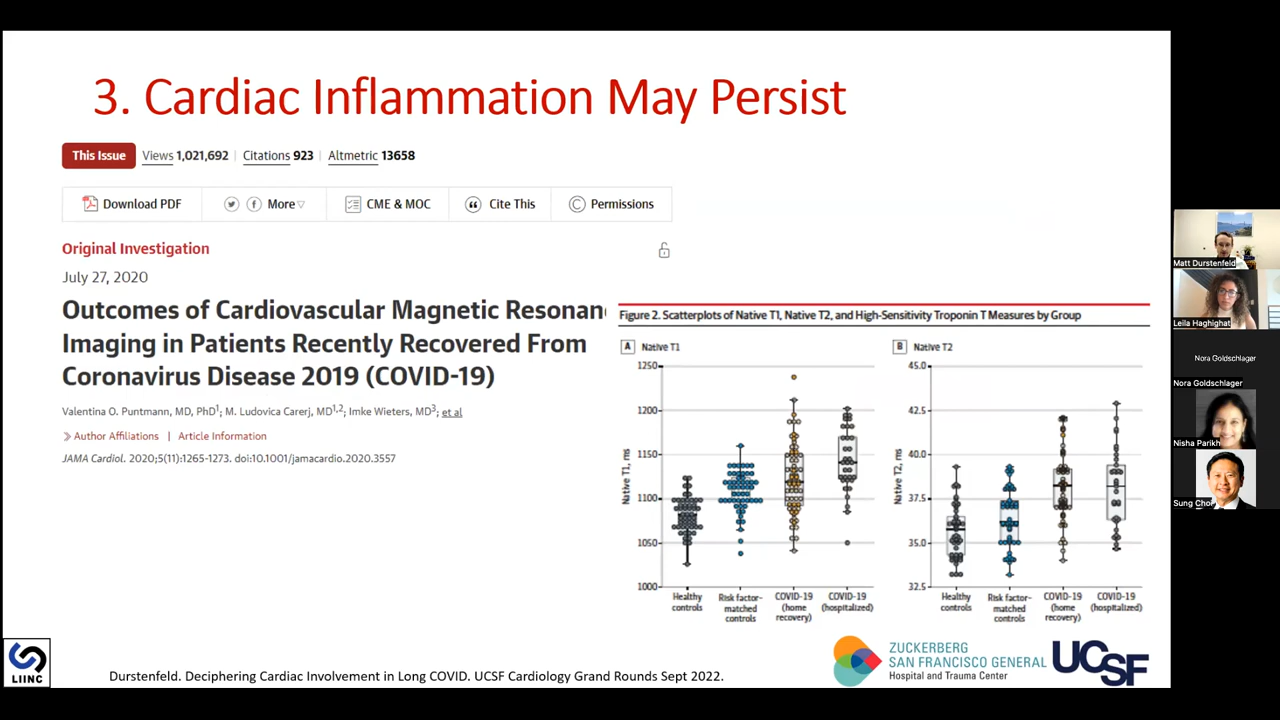 3. Cardiac Inflammation May Persist
This Issue Views 1,021,692 | Citations 923 | Altmetric 13658
Download PDF More CME & MOC Cite This Permissions
Original Investigation
July 27, 2020
Outcomes of Cardiovascular Magnetic Resonan
Imaging in Patients Recently Recovered From
Coronavirus Disease 2019 (COVID-19)
Valentina O. Puntmann, MD, PhD1; M. Ludovica Carerj, MD1,2; Imke Wieters, MD3; et al
Author Affiliations | Article Information
JAMA Cardiol. 2020;5(11):1265-1273. doi:10.1001/jamacardio.2020.3557
Figure 2. Scatterplots of Native T1, Native T2, and High-Sensitivity Troponin T Measures by Group
A Native T1
1250
1200
1150
1100
1050
1000
Native T1, ms
Healthy controls
Risk factor-matched controls
COVID-19 (home recovery)
COVID-19 (hospitalized)
B Native T2
45.0
42.5
40.0
37.5
35.0
32.5
Native T2, ms
Healthy controls
Risk factor-matched controls
COVID-19 (home recovery)
COVID-19 (hospitalized)
LIINC
Durstenfeld. Deciphering Cardiac Involvement in Long COVID. UCSF Cardiology Grand Rounds Sept 2022.
ZUCKERBERG
SAN FRANCISCO GENERAL
Hospital and Trauma Center
UCSF
Matt Durstenfeld
Leila Haghighat
Nora Goldschlager
Nora Goldschlager
Nisha Parikh
Sung Choi